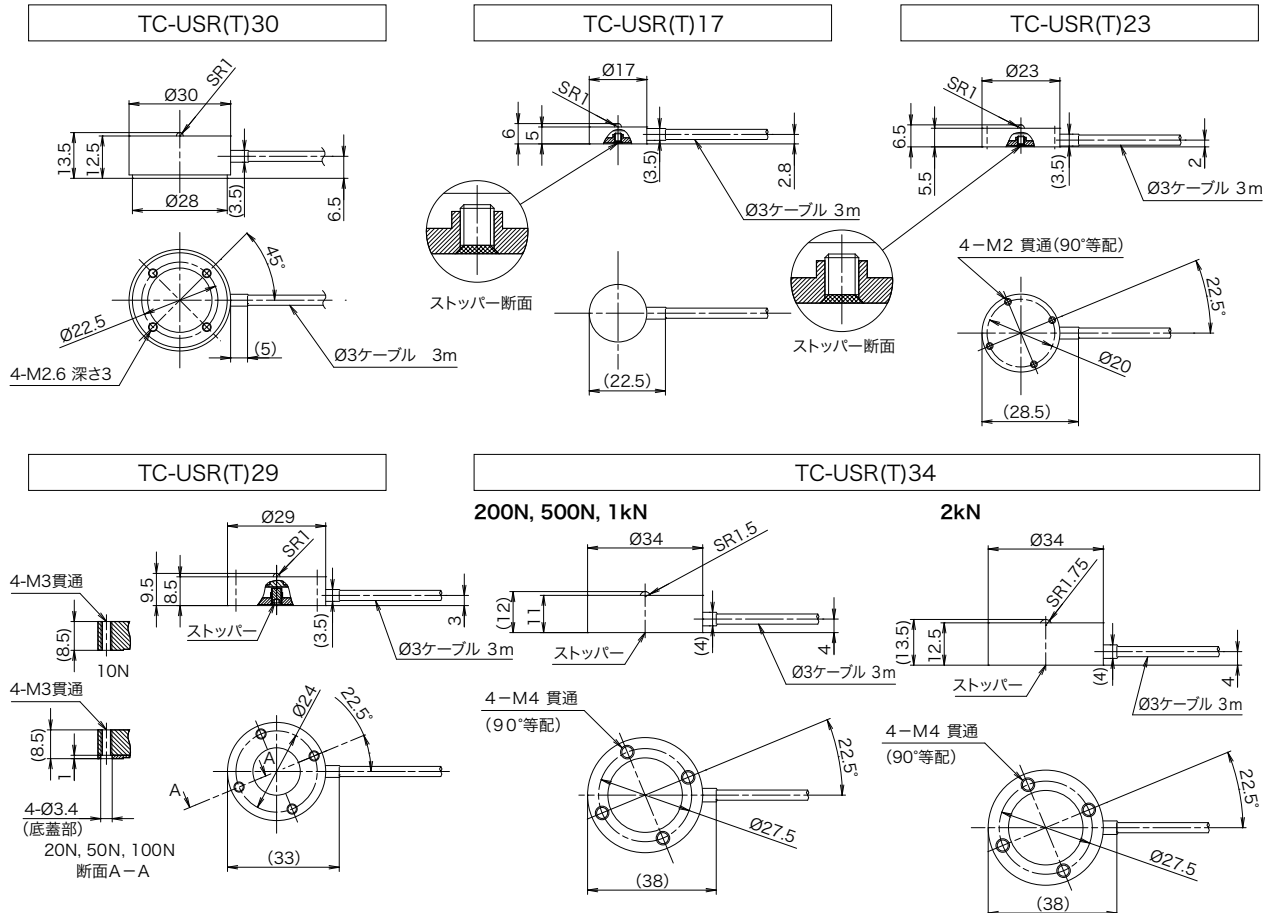 TC-USR(T)30
SR1
Ø30
13.5
12.5
Ø28
(3.5)
6.5
45°
Ø22.5
(5)
Ø3ケーブル 3m
4-M2.6 深さ3
TC-USR(T)17
Ø17
SR1
6
5
(3.5)
2.8
Ø3ケーブル 3m
ストッパー断面
(22.5)
TC-USR(T)23
Ø23
SR1
6.5
5.5
(3.5)
2
Ø3ケーブル 3m
4-M2 貫通(90°等配)
22.5°
ストッパー断面
Ø20
(28.5)
TC-USR(T)29
Ø29
SR1
9.5
8.5
ストッパー
(3.5)
3
Ø3ケーブル 3m
4-M3貫通
(8.5)
10N
4-M3貫通
(8.5)
1
4-Ø3.4
(底蓋部)
20N, 50N, 100N
断面A-A
Ø24
22.5°
A
A
(33)
TC-USR(T)34
200N, 500N, 1kN
Ø34
SR1.5
(12)
11
ストッパー
(4)
4
Ø3ケーブル 3m
4-M4 貫通
(90°等配)
22.5°
Ø27.5
(38)
2kN
Ø34
SR1.75
(13.5)
12.5
ストッパー
(4)
4
Ø3ケーブル 3m
4-M4 貫通
(90°等配)
22.5°
Ø27.5
(38)